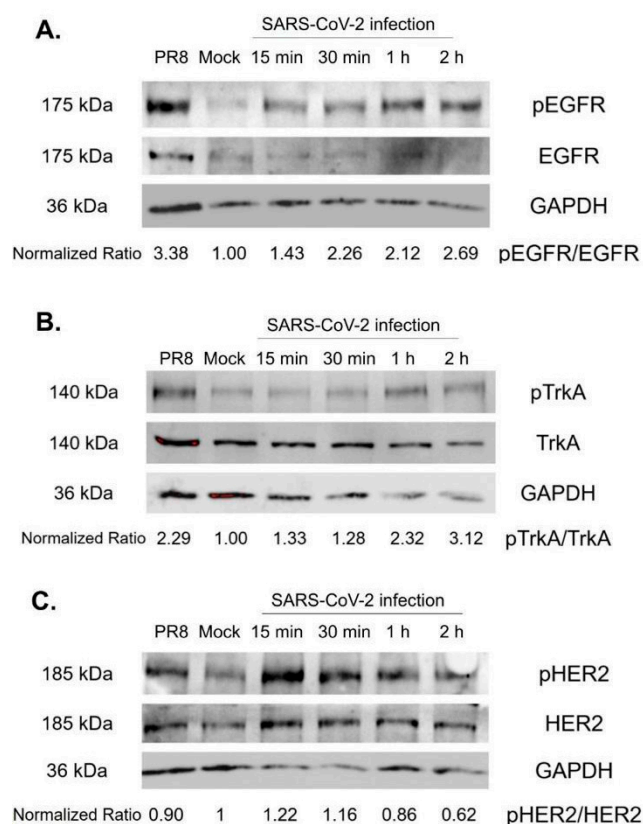 A.
SARS-CoV-2 infection
PR8 Mock 15 min 30 min 1 h 2 h
175 kDa pEGFR
175 kDa EGFR
36 kDa GAPDH
Normalized Ratio 3.38 1.00 1.43 2.26 2.12 2.69 pEGFR/EGFR
B.
SARS-CoV-2 infection
PR8 Mock 15 min 30 min 1 h 2 h
140 kDa pTrkA
140 kDa TrkA
36 kDa GAPDH
Normalized Ratio 2.29 1.00 1.33 1.28 2.32 3.12 pTrkA/TrkA
C.
SARS-CoV-2 infection
PR8 Mock 15 min 30 min 1 h 2 h
185 kDa pHER2
185 kDa HER2
36 kDa GAPDH
Normalized Ratio 0.90 1 1.22 1.16 0.86 0.62 pHER2/HER2